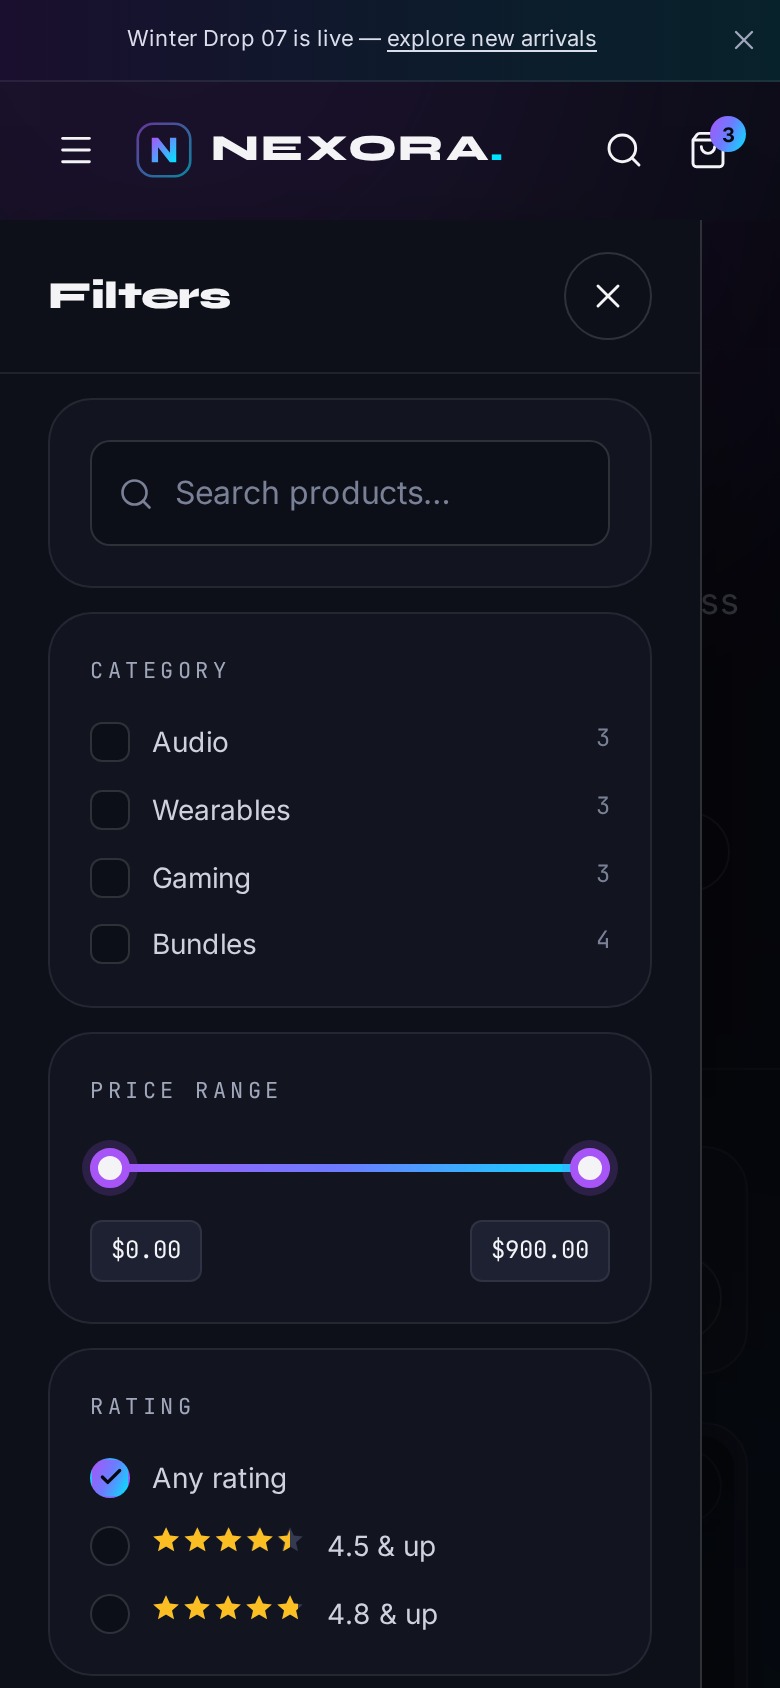 Winter Drop 07 is live — explore new arrivals
N NEXORA.
3
Filters
Search products...
ss
CATEGORY
Audio 3
Wearables 3
Gaming 3
Bundles 4
PRICE RANGE
$0.00 $900.00
RATING
Any rating
4.5 & up
4.8 & up